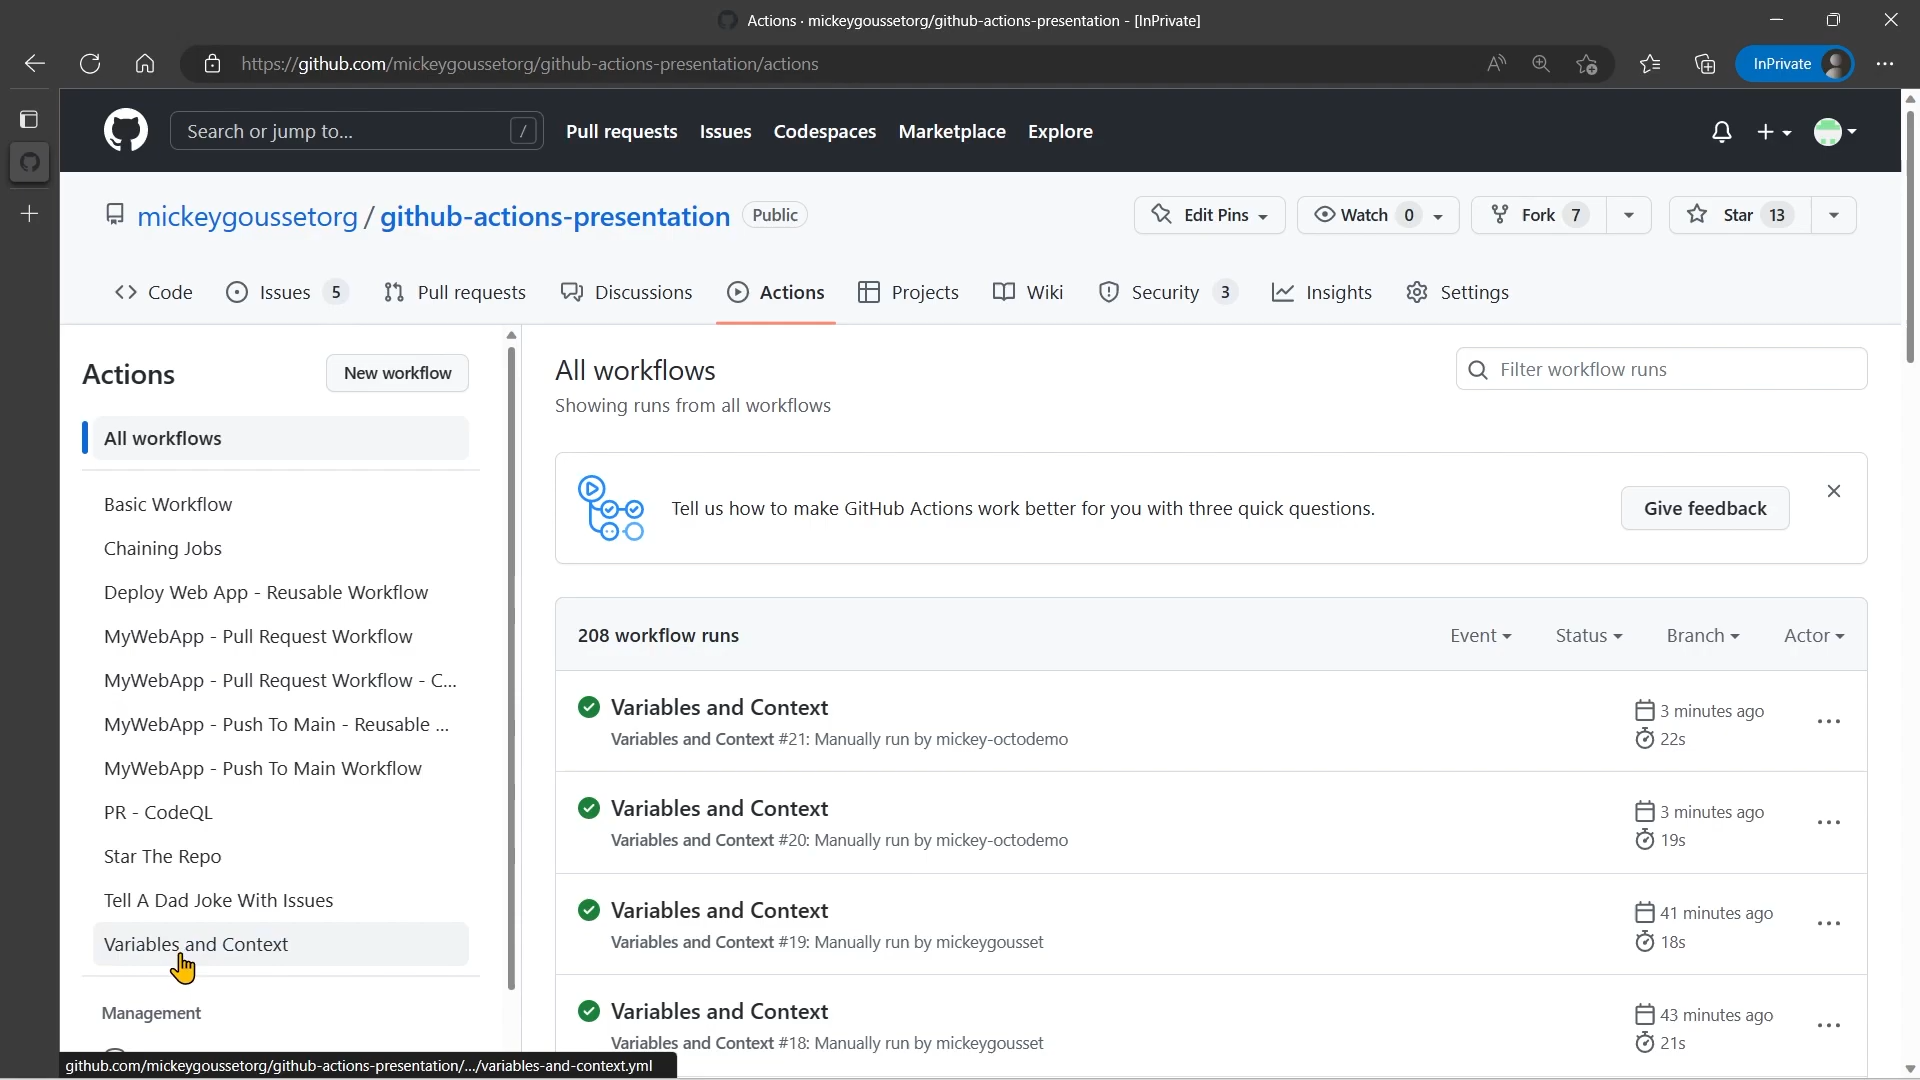 Actions · mickeygoussetorg/github-actions-presentation - [InPrivate]
https://github.com/mickeygoussetorg/github-actions-presentation/actions
InPrivate
Search or jump to... /
Pull requests Issues Codespaces Marketplace Explore
mickeygoussetorg / github-actions-presentation Public
Edit Pins Watch 0 Fork 7 Star 13
Code Issues 5 Pull requests Discussions Actions Projects Wiki Security 3 Insights Settings
Actions New workflow
All workflows
Basic Workflow
Chaining Jobs
Deploy Web App - Reusable Workflow
MyWebApp - Pull Request Workflow
MyWebApp - Pull Request Workflow - C...
MyWebApp - Push To Main - Reusable ...
MyWebApp - Push To Main Workflow
PR - CodeQL
Star The Repo
Tell A Dad Joke With Issues
Variables and Context
Management
github.com/mickeygoussetorg/github-actions-presentation/.../variables-and-context.yml
All workflows
Showing runs from all workflows
Filter workflow runs
Tell us how to make GitHub Actions work better for you with three quick questions.
Give feedback
208 workflow runs
Event Status Branch Actor
Variables and Context
Variables and Context #21: Manually run by mickey-octodemo
3 minutes ago
22s
Variables and Context
Variables and Context #20: Manually run by mickey-octodemo
3 minutes ago
19s
Variables and Context
Variables and Context #19: Manually run by mickeygousset
41 minutes ago
18s
Variables and Context
Variables and Context #18: Manually run by mickeygousset
43 minutes ago
21s